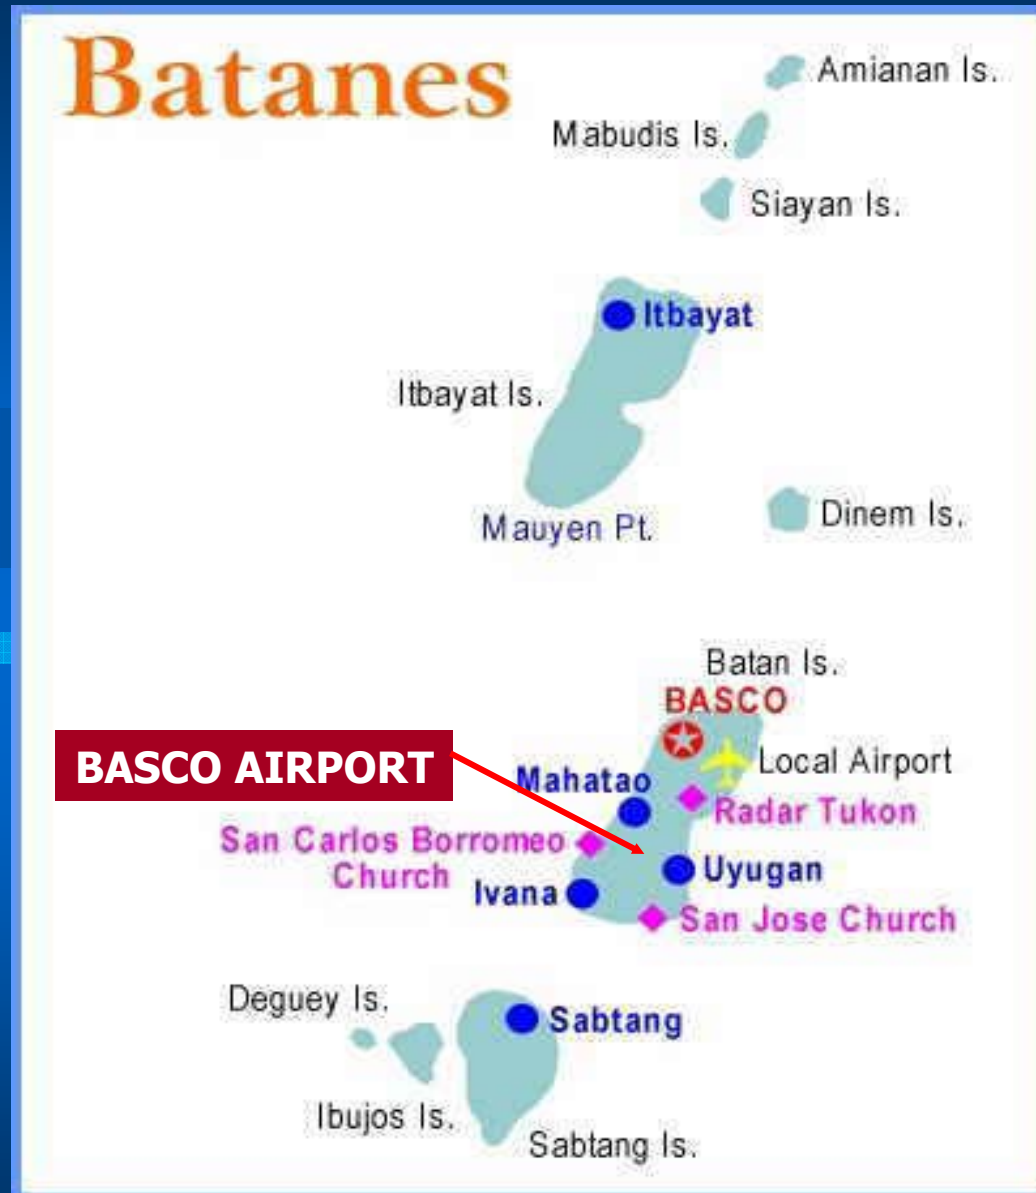 Batanes
Amianan Is.
Mabudis Is.
Siayan Is.
Itbayat
Itbayat Is.
Mauyen Pt.
Dinem Is.
Batan Is.
BASCO
BASCO AIRPORT
Local Airport
Mahatao
Radar Tukon
San Carlos Borromeo
Church
Uyugan
Ivana
San Jose Church
Deguey Is.
Sabtang
Ibujos Is.
Sabtang Is.